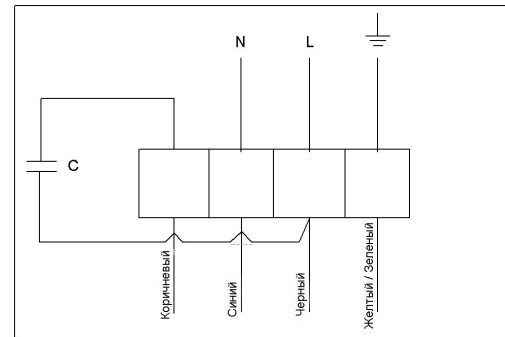 N
L
C
Коричневый
Синий
Черный
Желтый / Зеленый